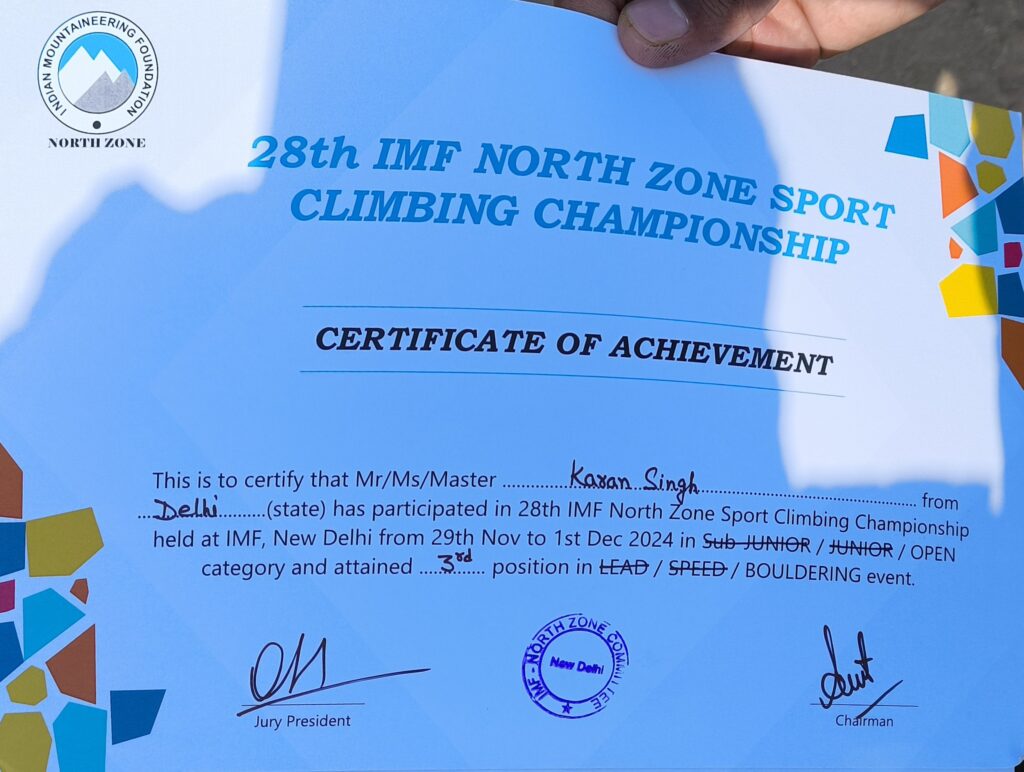 INDIAN MOUNTAINEERING FOUNDATION
NORTH ZONE
28th IMF NORTH ZONE SPORT
CLIMBING CHAMPIONSHIP
CERTIFICATE OF ACHIEVEMENT
This is to certify that Mr/Ms/Master ............Karan Singh.................................... from
...Delhi..........(state) has participated in 28th IMF North Zone Sport Climbing Championship
held at IMF, New Delhi from 29th Nov to 1st Dec 2024 in Sub JUNIOR / JUNIOR / OPEN
category and attained .....3rd...... position in LEAD / SPEED / BOULDERING event.
IMF - NORTH ZONE COMMITTEE
New Delhi
Jury President
Chairman